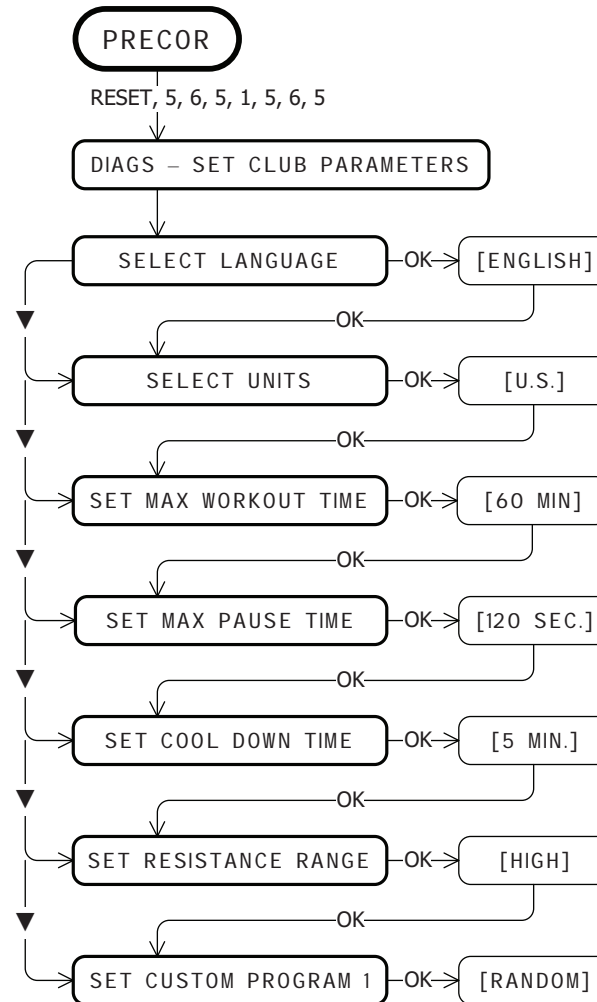 PRECOR
RESET, 5, 6, 5, 1, 5, 6, 5
DIAGS – SET CLUB PARAMETERS
SELECT LANGUAGE
OK
[ENGLISH]
OK
SELECT UNITS
OK
[U.S.]
OK
SET MAX WORKOUT TIME
OK
[60 MIN]
OK
SET MAX PAUSE TIME
OK
[120 SEC.]
OK
SET COOL DOWN TIME
OK
[5 MIN.]
OK
SET RESISTANCE RANGE
OK
[HIGH]
OK
SET CUSTOM PROGRAM 1
OK
[RANDOM]